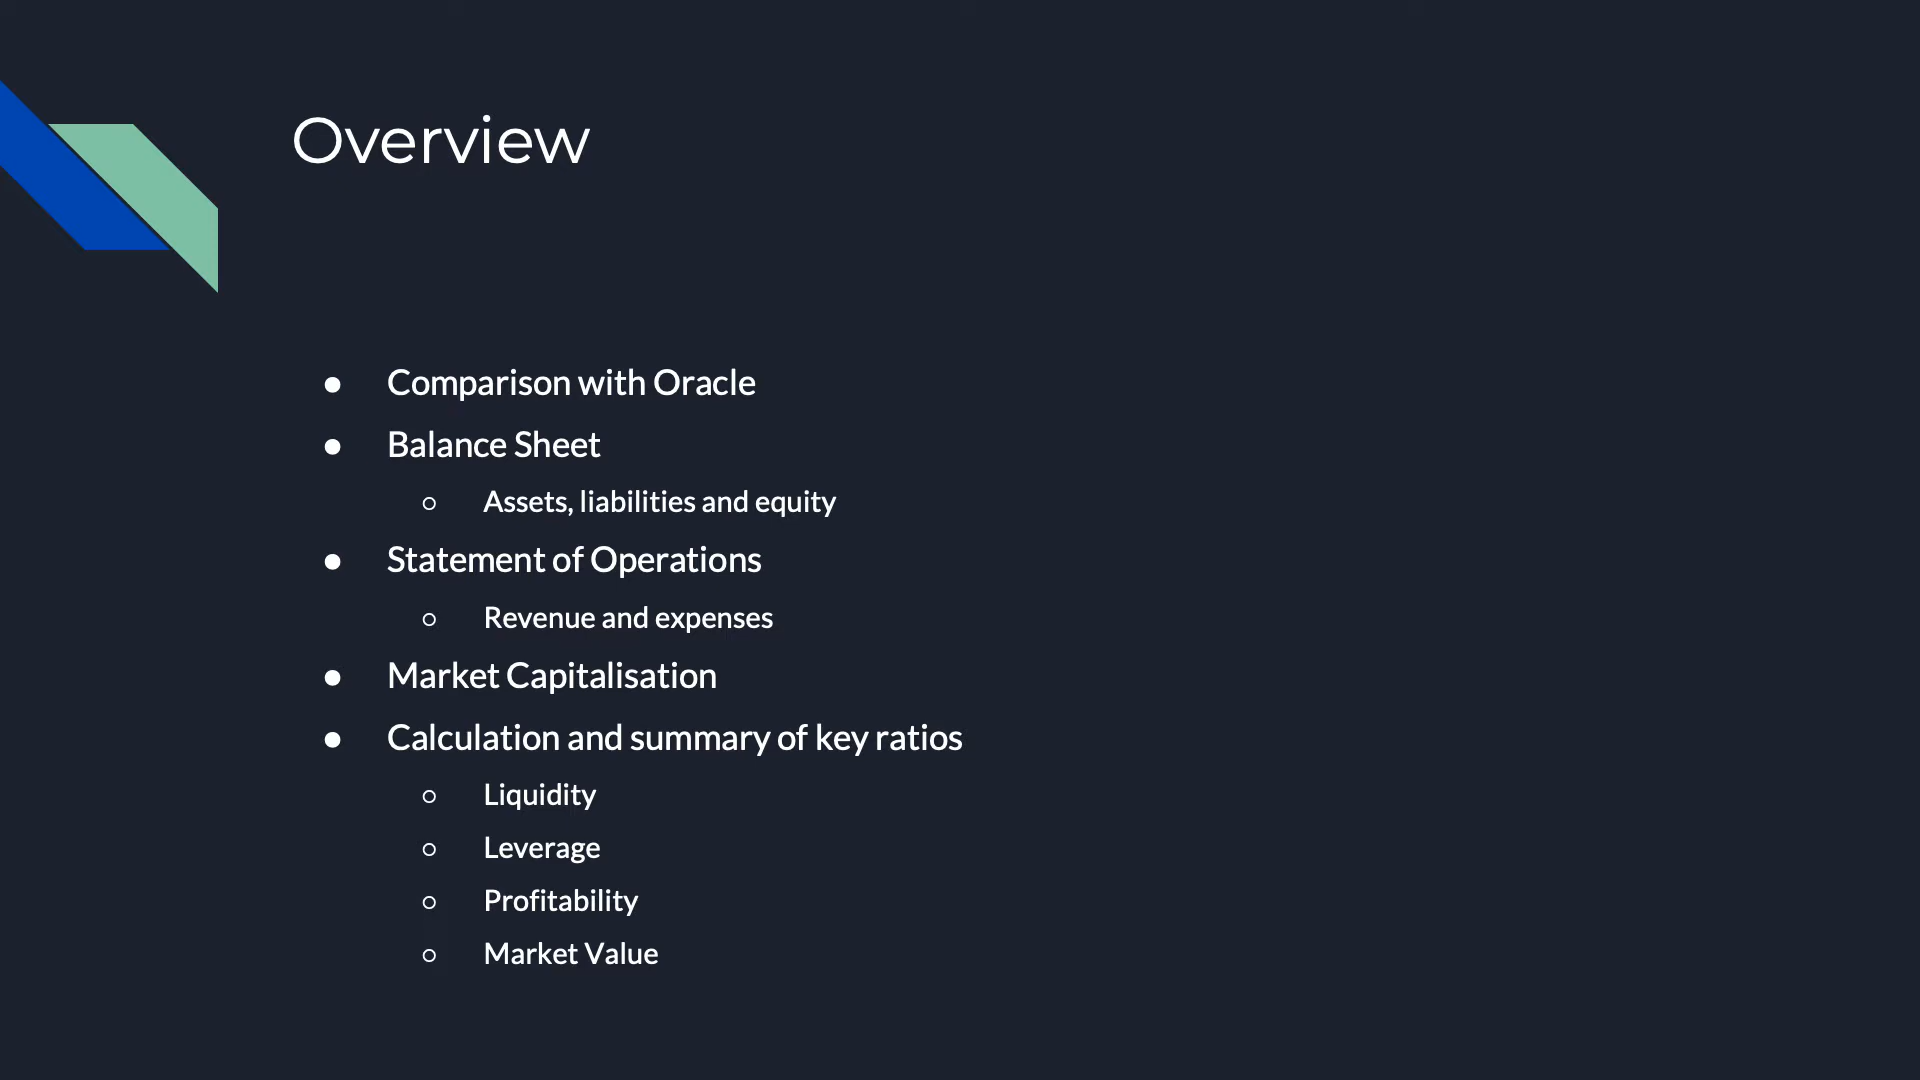 Overview
● Comparison with Oracle
● Balance Sheet
○ Assets, liabilities and equity
● Statement of Operations
○ Revenue and expenses
● Market Capitalisation
● Calculation and summary of key ratios
○ Liquidity
○ Leverage
○ Profitability
○ Market Value